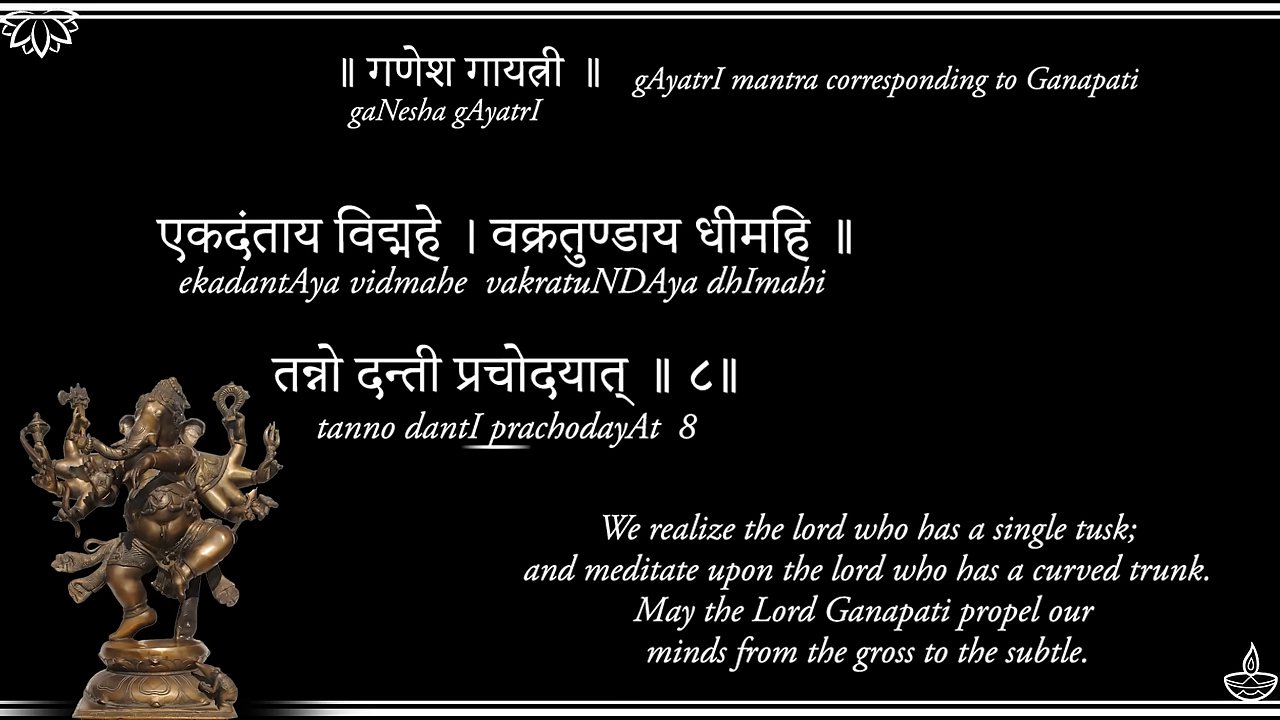 ॥ गणेश गायत्री ॥ gAyatrI mantra corresponding to Ganapati
gaNesha gAyatrI
एकदंताय विद्महे । वक्रतुण्डाय धीमहि ॥
ekadantAya vidmahe vakratuNDAya dhImahi
तन्नो दन्ती प्रचोदयात् ॥ ८॥
tanno dantI prachodayAt 8
We realize the lord who has a single tusk;
and meditate upon the lord who has a curved trunk.
May the Lord Ganapati propel our
minds from the gross to the subtle.